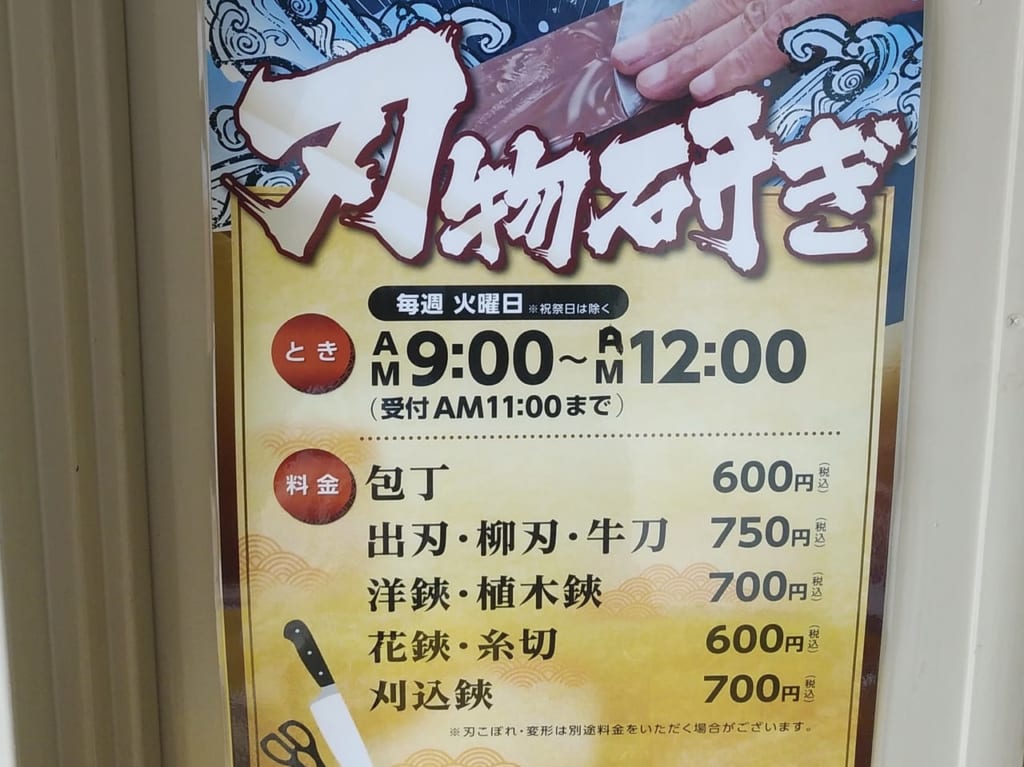 刃物研ぎ
毎週 火曜日 ※祝祭日は除く
とき AM9:00～AM12:00
（受付AM11:00まで）
料金 包丁 600円（税込）
出刃・柳刃・牛刀 750円（税込）
洋鋏・植木鋏 700円（税込）
花鋏・糸切 600円（税込）
刈込鋏 700円（税込）
※刃こぼれ・変形は別途料金をいただく場合がございます。